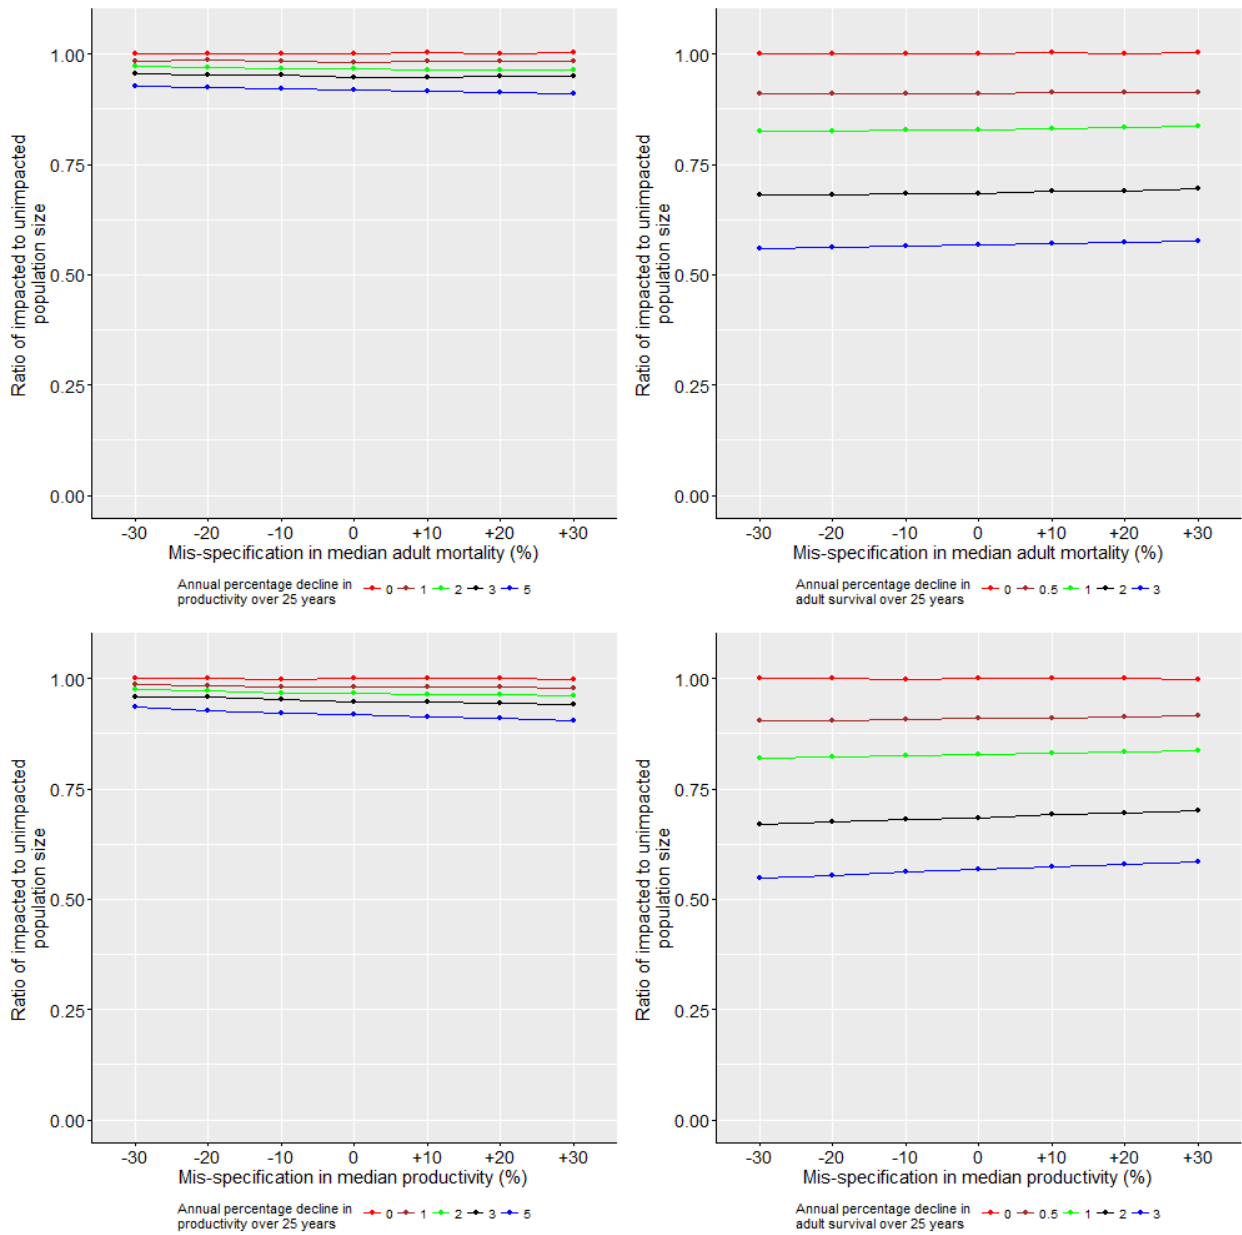 Ratio of impacted to unimpacted
population size
1.00
0.75
0.50
0.25
0.00
-30 -20 -10 0 +10 +20 +30
Mis-specification in median adult mortality (%)
Annual percentage decline in
productivity over 25 years
0 1 2 3 5
Ratio of impacted to unimpacted
population size
1.00
0.75
0.50
0.25
0.00
-30 -20 -10 0 +10 +20 +30
Mis-specification in median adult mortality (%)
Annual percentage decline in
adult survival over 25 years
0 0.5 1 2 3
Ratio of impacted to unimpacted
population size
1.00
0.75
0.50
0.25
0.00
-30 -20 -10 0 +10 +20 +30
Mis-specification in median productivity (%)
Annual percentage decline in
productivity over 25 years
0 1 2 3 5
Ratio of impacted to unimpacted
population size
1.00
0.75
0.50
0.25
0.00
-30 -20 -10 0 +10 +20 +30
Mis-specification in median productivity (%)
Annual percentage decline in
adult survival over 25 years
0 0.5 1 2 3